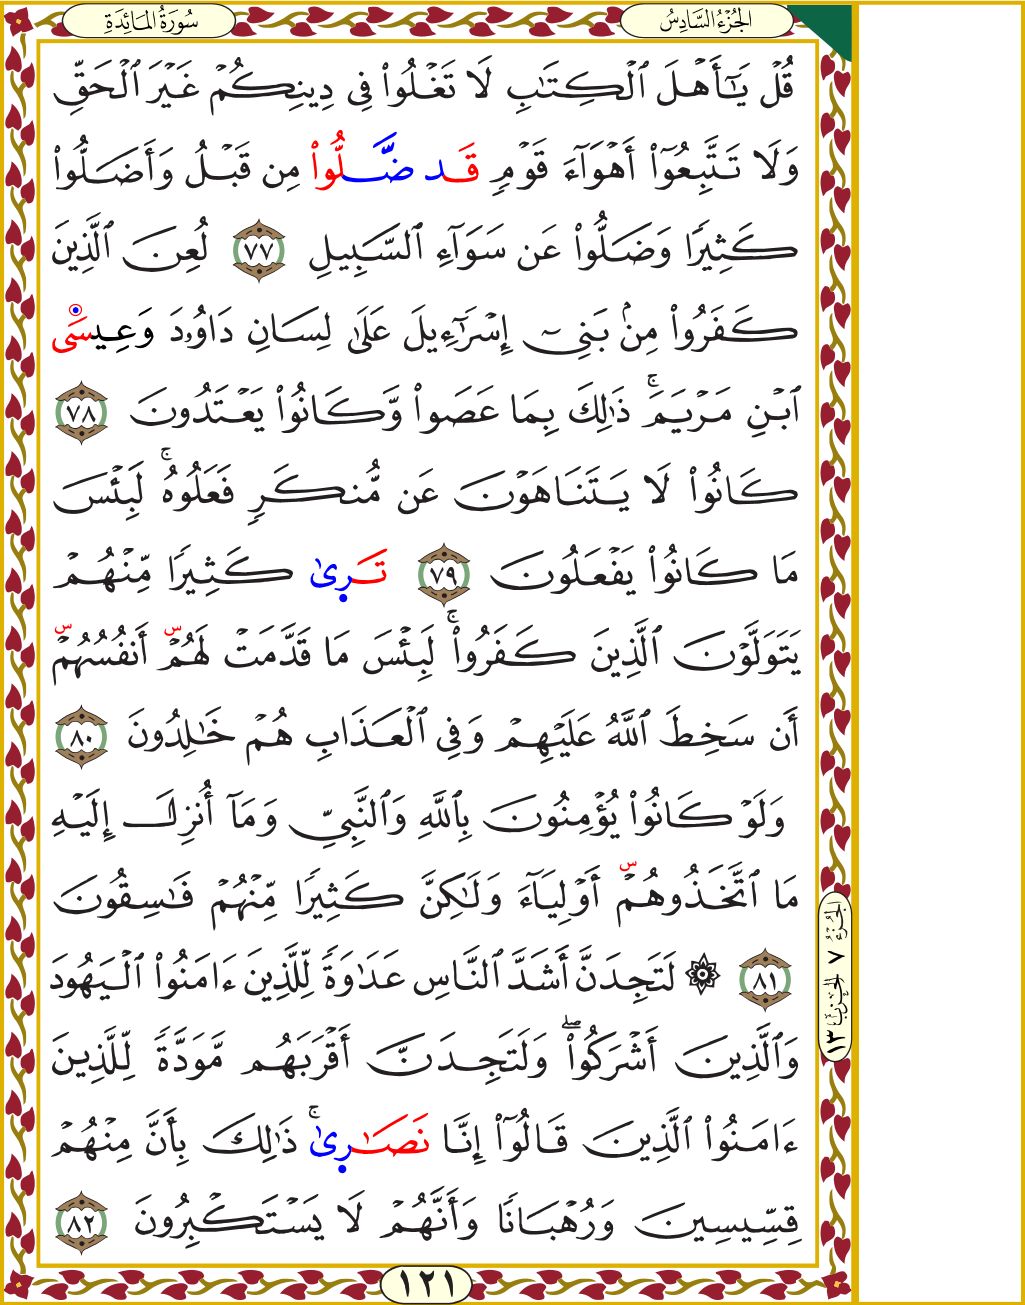 سُورَةُ المَائِدَةِ
الجُزْءُ السَّادِسُ
قُلْ يَـٰٓأَهْلَ ٱلْكِتَـٰبِ لَا تَغْلُوا۟ فِى دِينِكُمْ غَيْرَ ٱلْحَقِّ
وَلَا تَتَّبِعُوٓا۟ أَهْوَآءَ قَوْمٍ قَد ضَّلُّوا۟ مِن قَبْلُ وَأَضَلُّوا۟
كَثِيرًا وَضَلُّوا۟ عَن سَوَآءِ ٱلسَّبِيلِ ٧٧ لُعِنَ ٱلَّذِينَ
كَفَرُوا۟ مِنۢ بَنِىٓ إِسْرَٰٓءِيلَ عَلَىٰ لِسَانِ دَاوُۥدَ وَعِيسَى
ٱبْنِ مَرْيَمَ ۚ ذَٰلِكَ بِمَا عَصَوا۟ وَّكَانُوا۟ يَعْتَدُونَ ٧٨
كَانُوا۟ لَا يَتَنَاهَوْنَ عَن مُّنكَرٍ فَعَلُوهُ ۚ لَبِئْسَ
مَا كَانُوا۟ يَفْعَلُونَ ٧٩ تَرِىٰ كَثِيرًا مِّنْهُمْ
يَتَوَلَّوْنَ ٱلَّذِينَ كَفَرُوا۟ ۚ لَبِئْسَ مَا قَدَّمَتْ لَهُمْ أَنفُسُهُمْ
أَن سَخِطَ ٱللَّهُ عَلَيْهِمْ وَفِى ٱلْعَذَابِ هُمْ خَـٰلِدُونَ ٨٠
وَلَوْ كَانُوا۟ يُؤْمِنُونَ بِٱللَّهِ وَٱلنَّبِىِّ وَمَآ أُنزِلَ إِلَيْهِ
مَا ٱتَّخَذُوهُمْ أَوْلِيَآءَ وَلَـٰكِنَّ كَثِيرًا مِّنْهُمْ فَـٰسِقُونَ
٨١ ۞ لَتَجِدَنَّ أَشَدَّ ٱلنَّاسِ عَدَٰوَةً لِّلَّذِينَ ءَامَنُوا۟ ٱلْيَهُودَ
وَٱلَّذِينَ أَشْرَكُوا۟ ۖ وَلَتَجِدَنَّ أَقْرَبَهُم مَّوَدَّةً لِّلَّذِينَ
ءَامَنُوا۟ ٱلَّذِينَ قَالُوٓا۟ إِنَّا نَصَـٰرِىٰ ۚ ذَٰلِكَ بِأَنَّ مِنْهُمْ
قِسِّيسِينَ وَرُهْبَانًا وَأَنَّهُمْ لَا يَسْتَكْبِرُونَ ٨٢
الجُزْءُ ٧ الحِزْبُ ١٣
١٢١